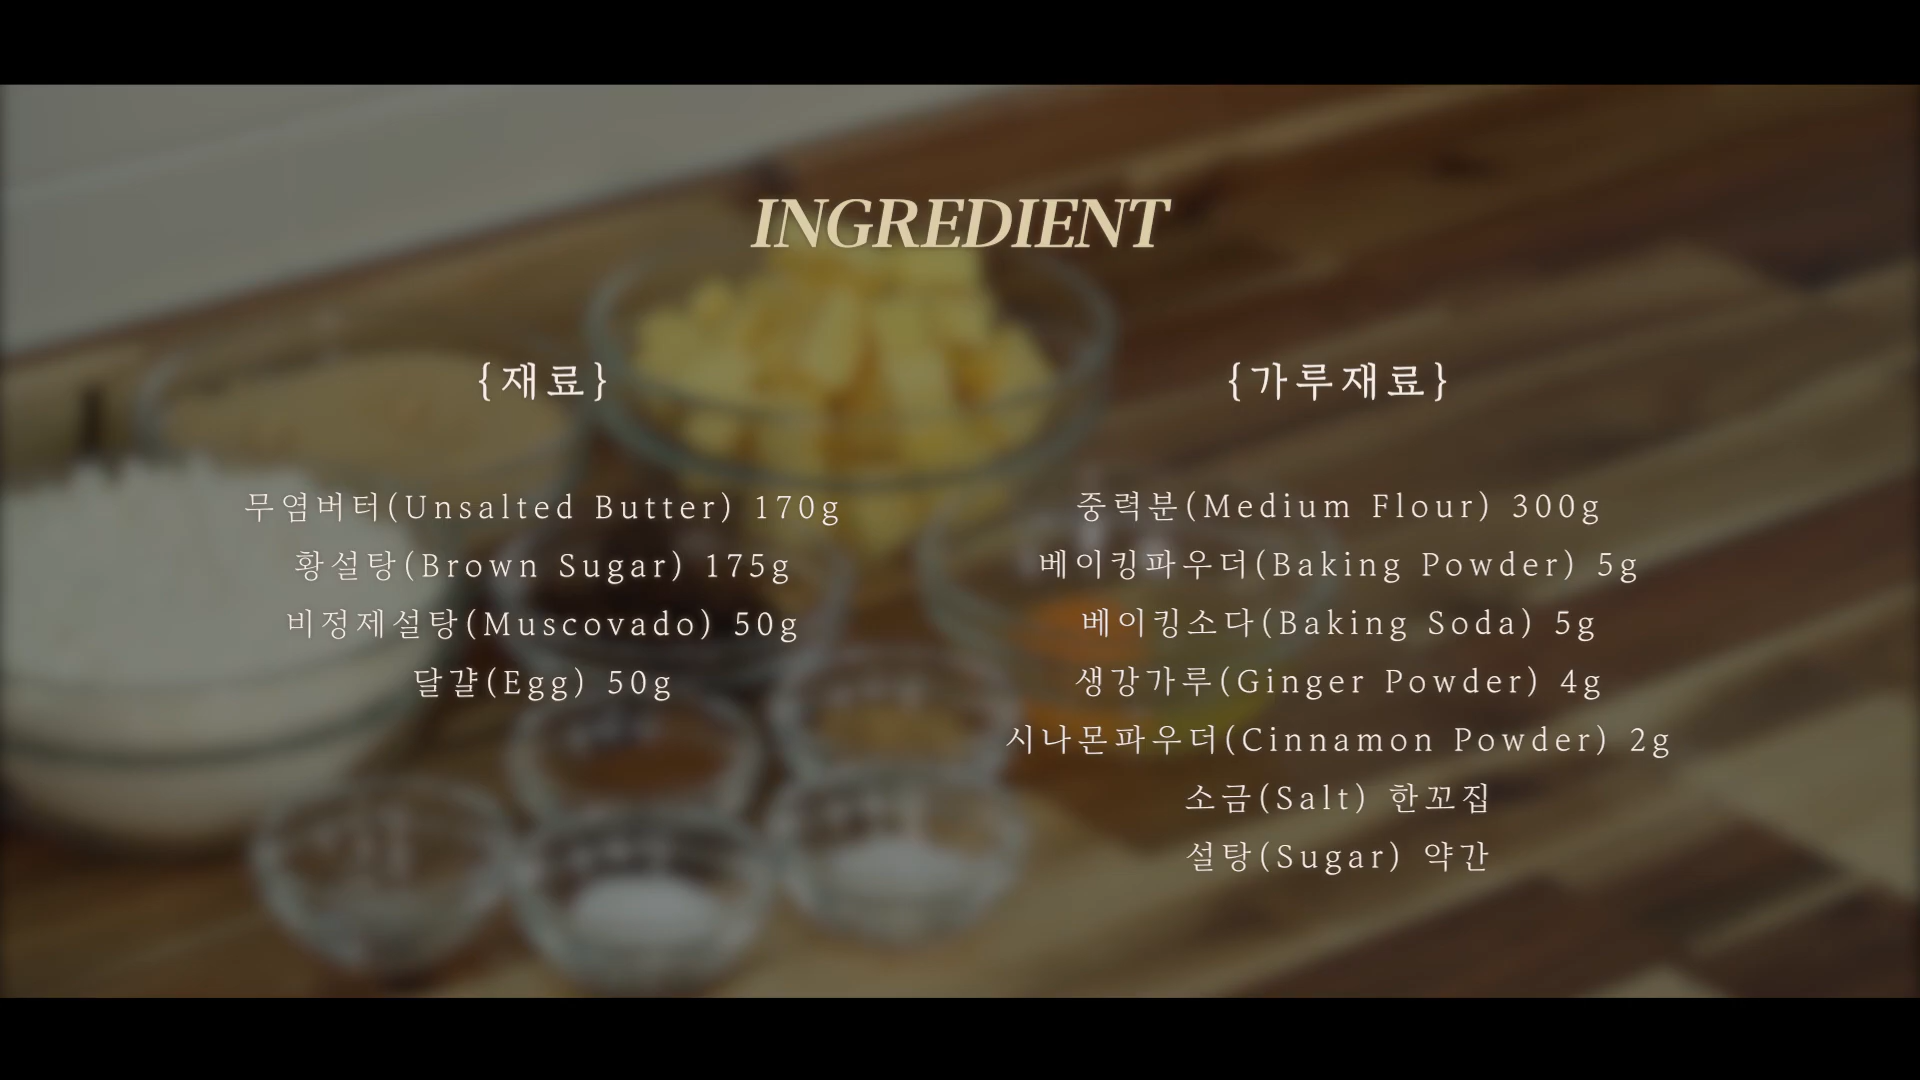 INGREDIENT
{재료}
무염버터(Unsalted Butter) 170g
황설탕(Brown Sugar) 175g
비정제설탕(Muscovado) 50g
달걀(Egg) 50g
{가루재료}
중력분(Medium Flour) 300g
베이킹파우더(Baking Powder) 5g
베이킹소다(Baking Soda) 5g
생강가루(Ginger Powder) 4g
시나몬파우더(Cinnamon Powder) 2g
소금(Salt) 한꼬집
설탕(Sugar) 약간